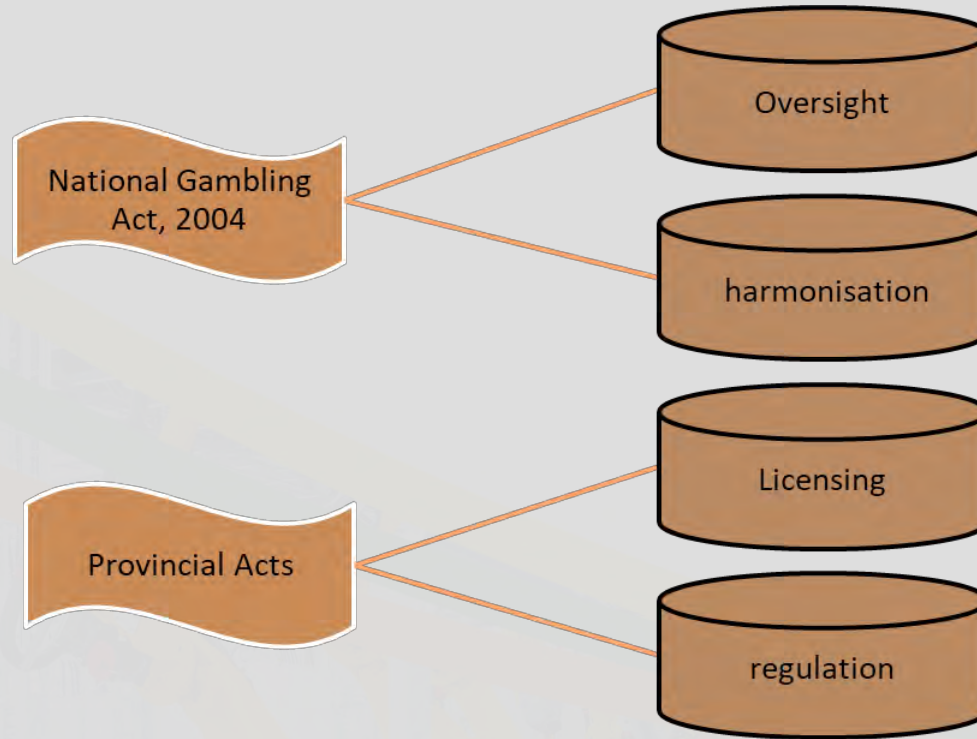 National Gambling
Act, 2004
Oversight
harmonisation
Provincial Acts
Licensing
regulation